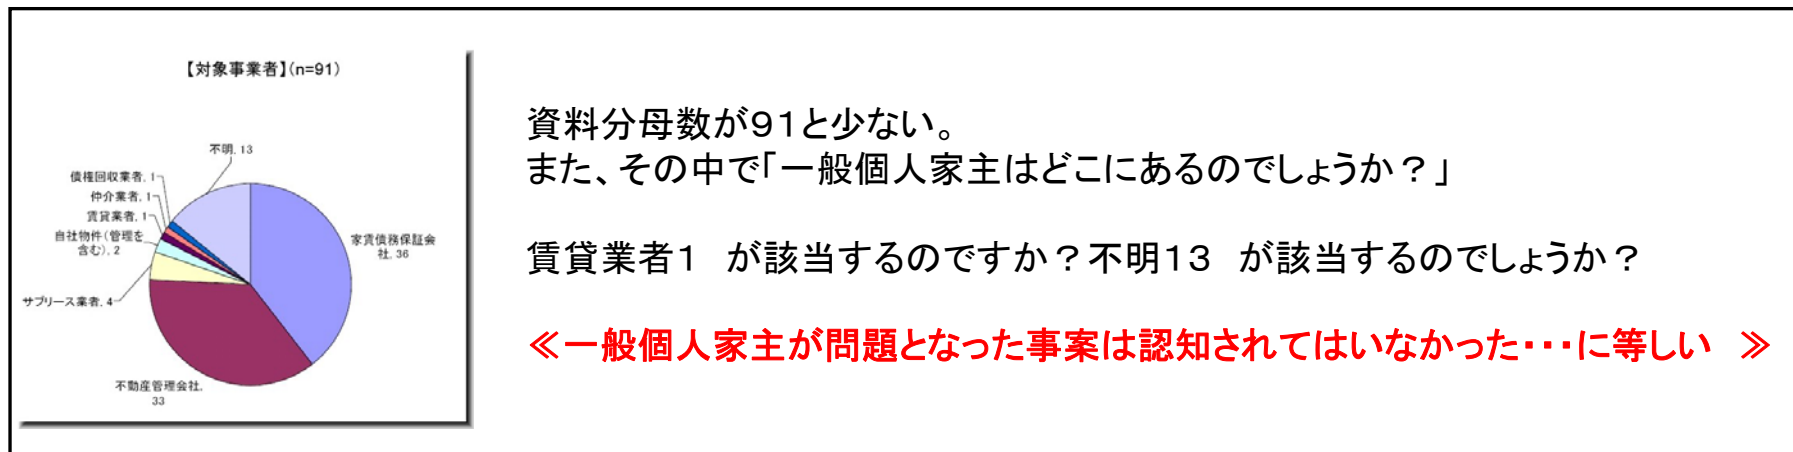 【対象事業者】(n=91)
不明, 13
債権回収業者, 1
仲介業者, 1
賃貸業者, 1
自社物件(管理を
含む), 2
サブリース業者, 4
不動産管理会社,
33
家賃債務保証会
社, 36
資料分母数が91と少ない。
また、その中で「一般個人家主はどこにあるのでしょうか?」
賃貸業者1 が該当するのですか?不明13 が該当するのでしょうか?
≪一般個人家主が問題となった事案は認知されてはいなかった・・・に等しい ≫